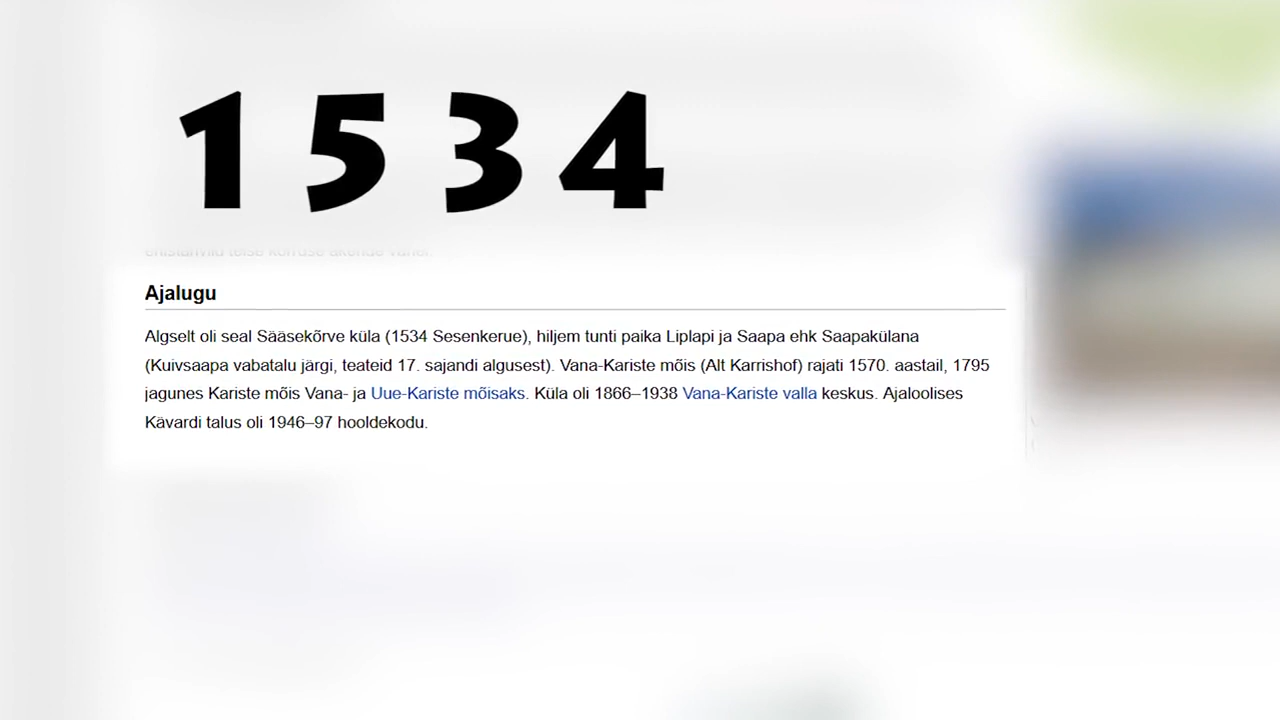 1534
Ajalugu
Algselt oli seal Sääsekõrve küla (1534 Sesenkerue), hiljem tunti paika Liplapi ja Saapa ehk Saapakülana
(Kuivsaapa vabatalu järgi, teateid 17. sajandi algusest). Vana-Kariste mõis (Alt Karrishof) rajati 1570. aastail, 1795
jagunes Kariste mõis Vana- ja Uue-Kariste mõisaks. Küla oli 1866–1938 Vana-Kariste valla keskus. Ajaloolises
Kävardi talus oli 1946–97 hooldekodu.